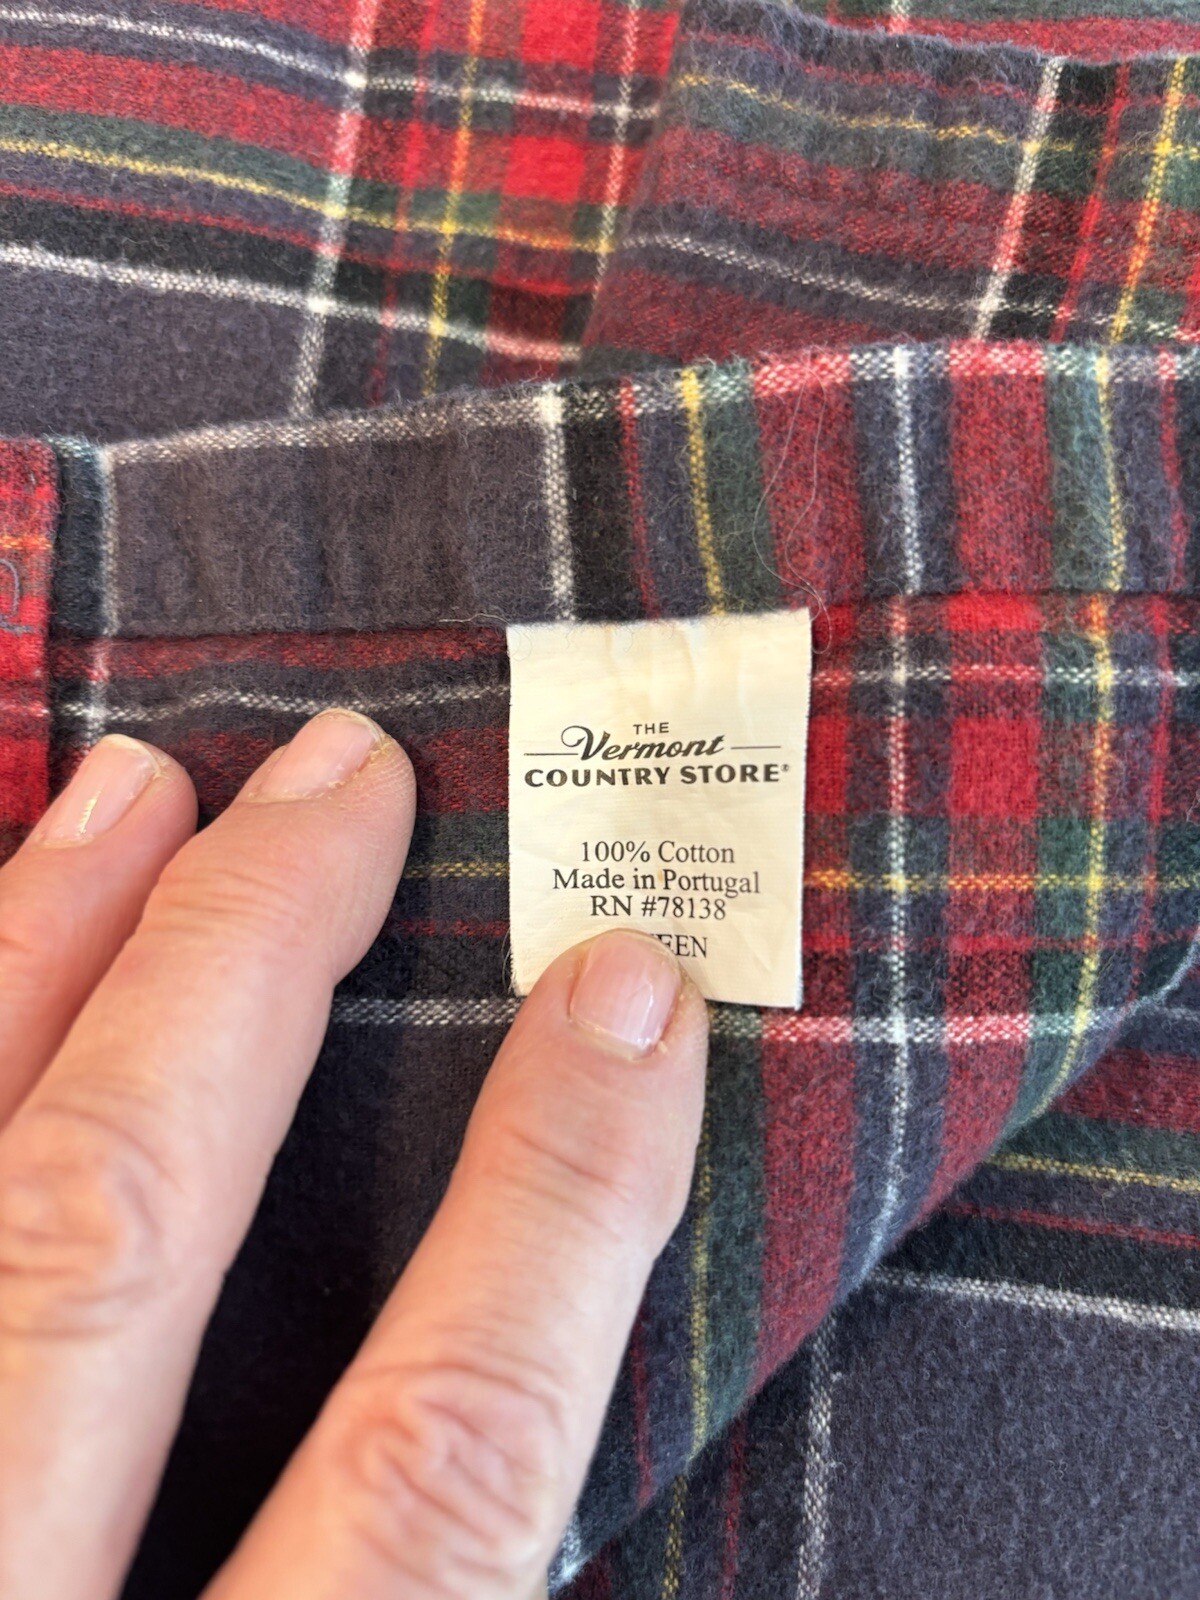 THE
Vermont
COUNTRY STORE®
100% Cotton
Made in Portugal
RN #78138